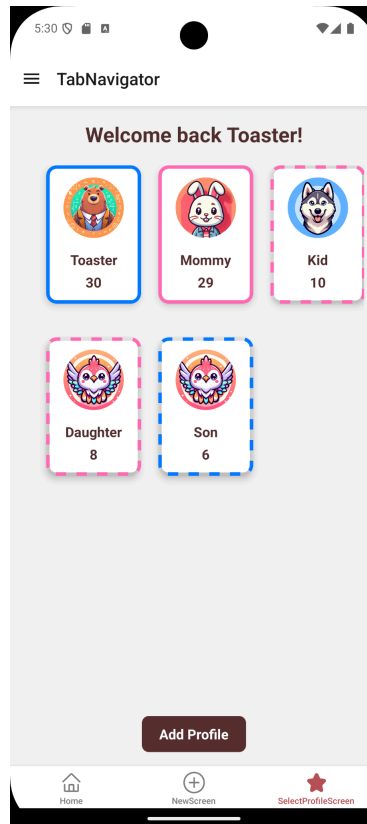 5:30
TabNavigator
Welcome back Toaster!
Toaster
30
Mommy
29
Kid
10
Daughter
8
Son
6
Add Profile
Home
NewScreen
SelectProfileScreen